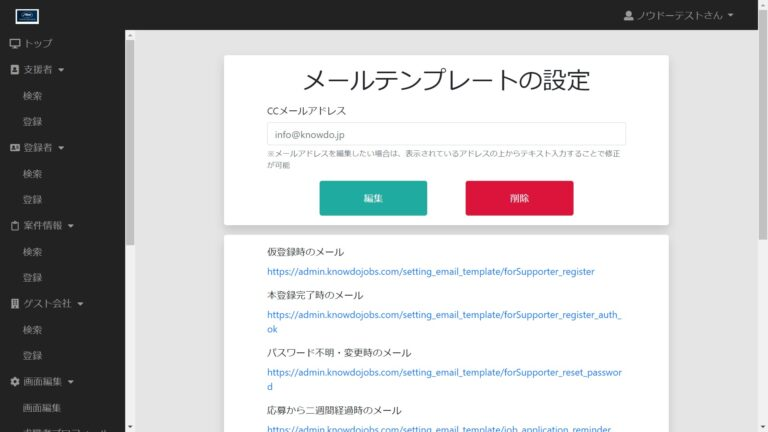 ノウドーテストさん
トップ
支援者
検索
登録
登録者
検索
登録
案件情報
検索
登録
ゲスト会社
検索
登録
画面編集
画面編集
メールテンプレートの設定
CCメールアドレス
info@knowdo.jp
※メールアドレスを編集したい場合は、表示されているアドレスの上からテキスト入力することで修正
が可能
編集
削除
仮登録時のメール
https://admin.knowdojobs.com/setting_email_template/forSupporter_register
本登録完了時のメール
https://admin.knowdojobs.com/setting_email_template/forSupporter_register_auth_
ok
パスワード不明・変更時のメール
https://admin.knowdojobs.com/setting_email_template/forSupporter_reset_passwor
d
応募から二週間経過時のメール
https://admin.knowdojobs.com/setting_email_template/job_application_reminder